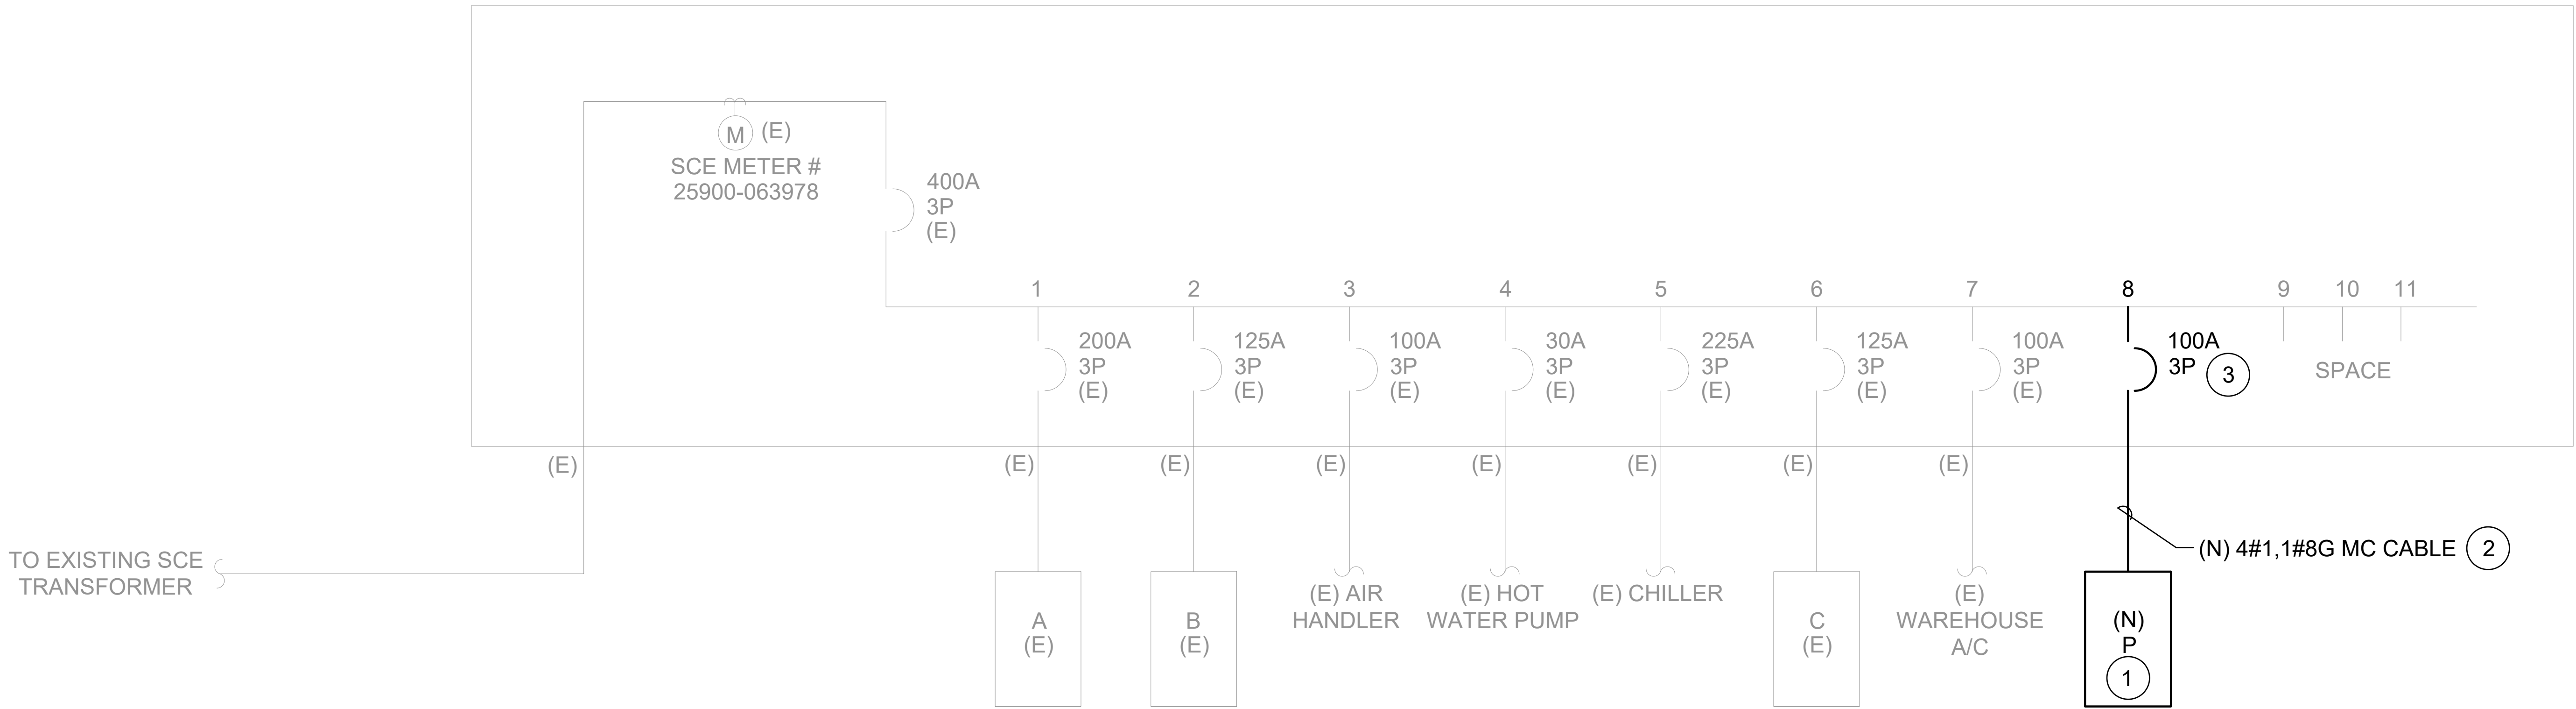 M (E)
SCE METER #
25900-063978
400A
3P
(E)
1 2 3 4 5 6 7 8 9 10 11
200A
3P
(E)
125A
3P
(E)
100A
3P
(E)
30A
3P
(E)
225A
3P
(E)
125A
3P
(E)
100A
3P
(E)
100A
3P 3
SPACE
(E) (E) (E) (E) (E) (E) (E) (E)
TO EXISTING SCE
TRANSFORMER
(N) 4#1,1#8G MC CABLE 2
A
(E)
B
(E)
(E) AIR
HANDLER
(E) HOT
WATER PUMP
(E) CHILLER
C
(E)
(E)
WAREHOUSE
A/C
(N)
P
1